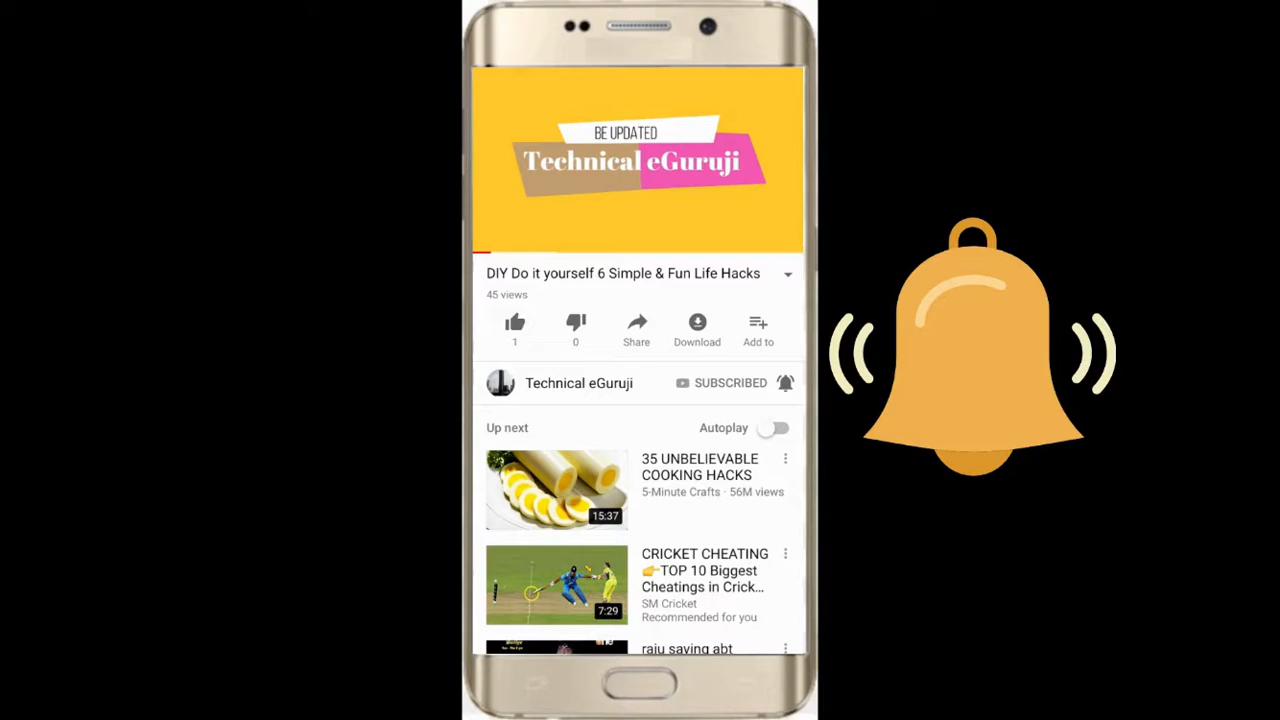 BE UPDATED
Technical eGuruji
DIY Do it yourself 6 Simple & Fun Life Hacks
45 views
1
0
Share
Download
Add to
Technical eGuruji
SUBSCRIBED
Up next
Autoplay
35 UNBELIEVABLE
COOKING HACKS
5-Minute Crafts · 56M views
15:37
CRICKET CHEATING
👉TOP 10 Biggest
Cheatings in Crick...
SM Cricket
Recommended for you
7:29
raju saving abt